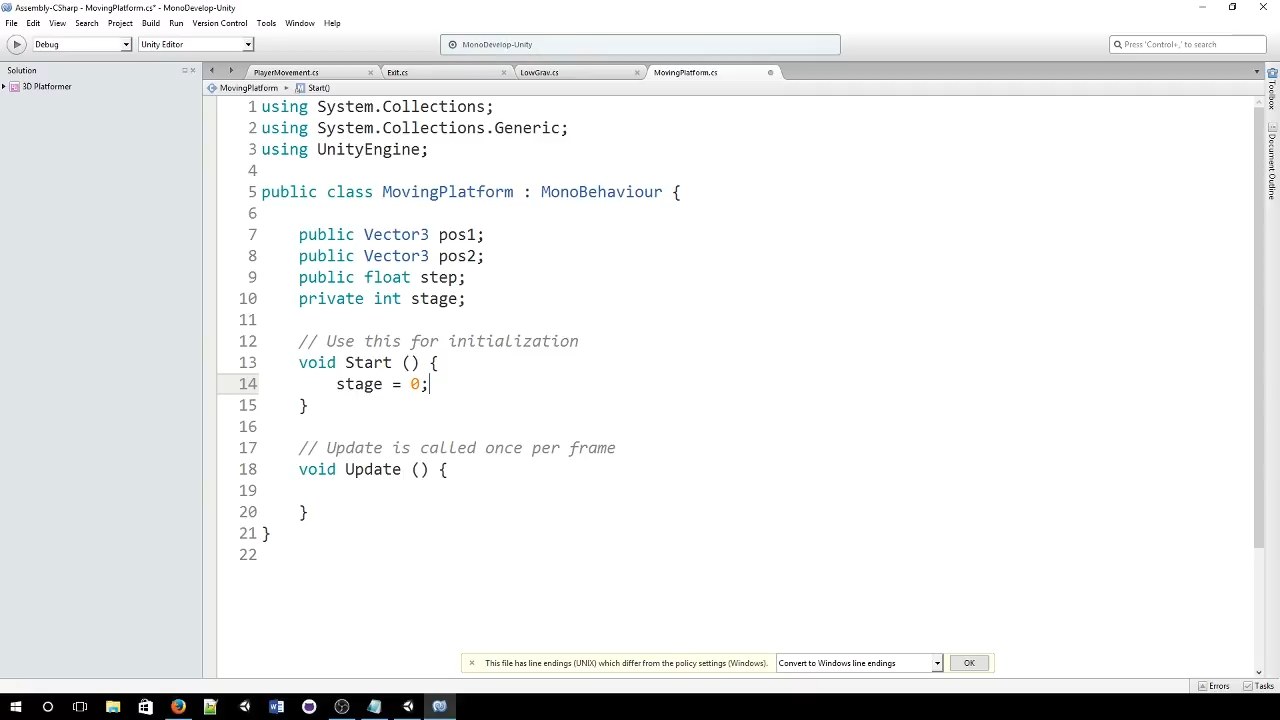 Assembly-CSharp - MovingPlatform.cs* - MonoDevelop-Unity
File Edit View Search Project Build Run Version Control Tools Window Help
Debug Unity Editor MonoDevelop-Unity Press 'Control+,' to search
Solution PlayerMovement.cs Exit.cs LowGrav.cs MovingPlatform.cs
3D Platformer MovingPlatform Start()
1 using System.Collections;
2 using System.Collections.Generic;
3 using UnityEngine;
4
5 public class MovingPlatform : MonoBehaviour {
6
7 public Vector3 pos1;
8 public Vector3 pos2;
9 public float step;
10 private int stage;
11
12 // Use this for initialization
13 void Start () {
14 stage = 0;
15 }
16
17 // Update is called once per frame
18 void Update () {
19
20 }
21 }
22
Toolbox
Document Outline
This file has line endings (UNIX) which differ from the policy settings (Windows). Convert to Windows line endings OK
Errors Tasks